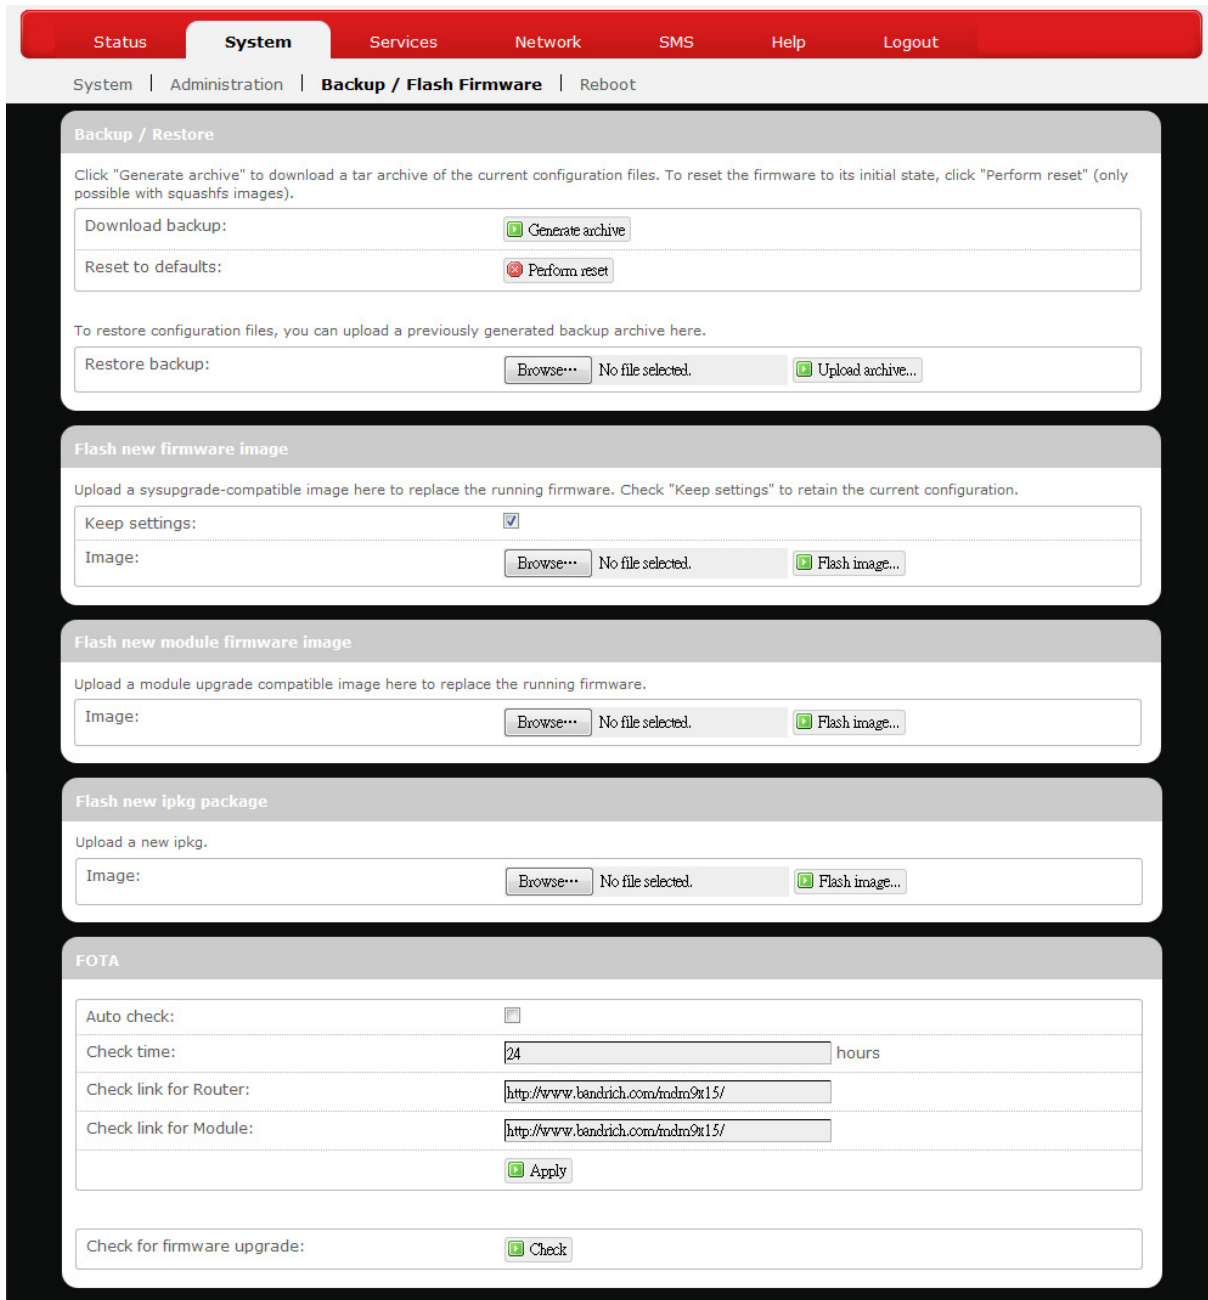 Status System Services Network SMS Help Logout
System | Administration | Backup / Flash Firmware | Reboot
Backup / Restore
Click "Generate archive" to download a tar archive of the current configuration files. To reset the firmware to its initial state, click "Perform reset" (only
possible with squashfs images).
Download backup: Generate archive
Reset to defaults: Perform reset
To restore configuration files, you can upload a previously generated backup archive here.
Restore backup: Browse··· No file selected. Upload archive...
Flash new firmware image
Upload a sysupgrade-compatible image here to replace the running firmware. Check "Keep settings" to retain the current configuration.
Keep settings:
Image: Browse··· No file selected. Flash image...
Flash new module firmware image
Upload a module upgrade compatible image here to replace the running firmware.
Image: Browse··· No file selected. Flash image...
Flash new ipkg package
Upload a new ipkg.
Image: Browse··· No file selected. Flash image...
FOTA
Auto check:
Check time: 24 hours
Check link for Router: http://www.bandrich.com/mdm9x15/
Check link for Module: http://www.bandrich.com/mdm9x15/
Apply
Check for firmware upgrade: Check